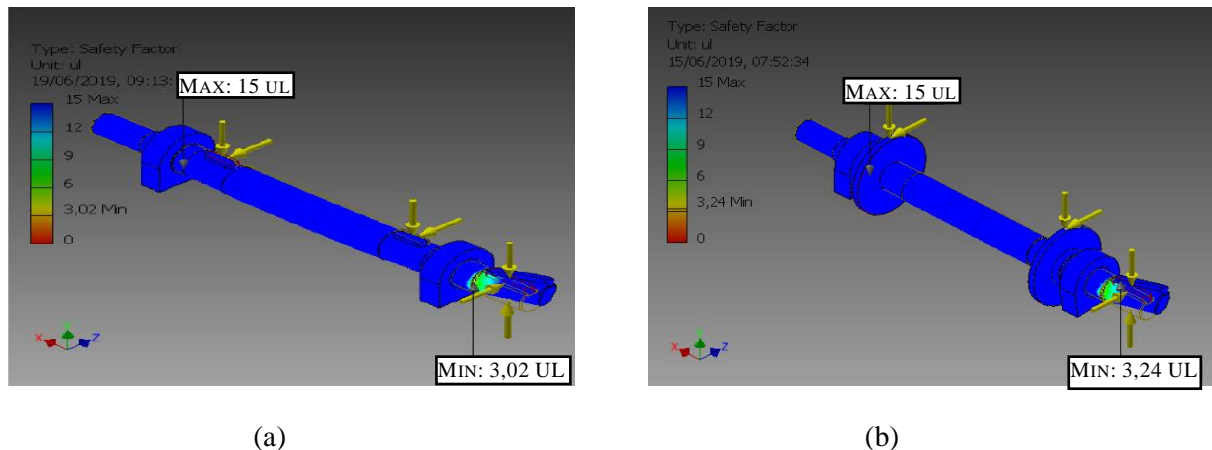 Type: Safety Factor
Unit: ul
19/06/2019, 09:13:
MAX: 15 UL
15 Max
12
9
6
3,02 Min
0
X
Z
MIN: 3,02 UL
(a)
Type: Safety Factor
Unit: ul
15/06/2019, 07:52:34
15 Max
MAX: 15 UL
12
9
6
3,24 Min
0
X
Z
MIN: 3,24 UL
(b)